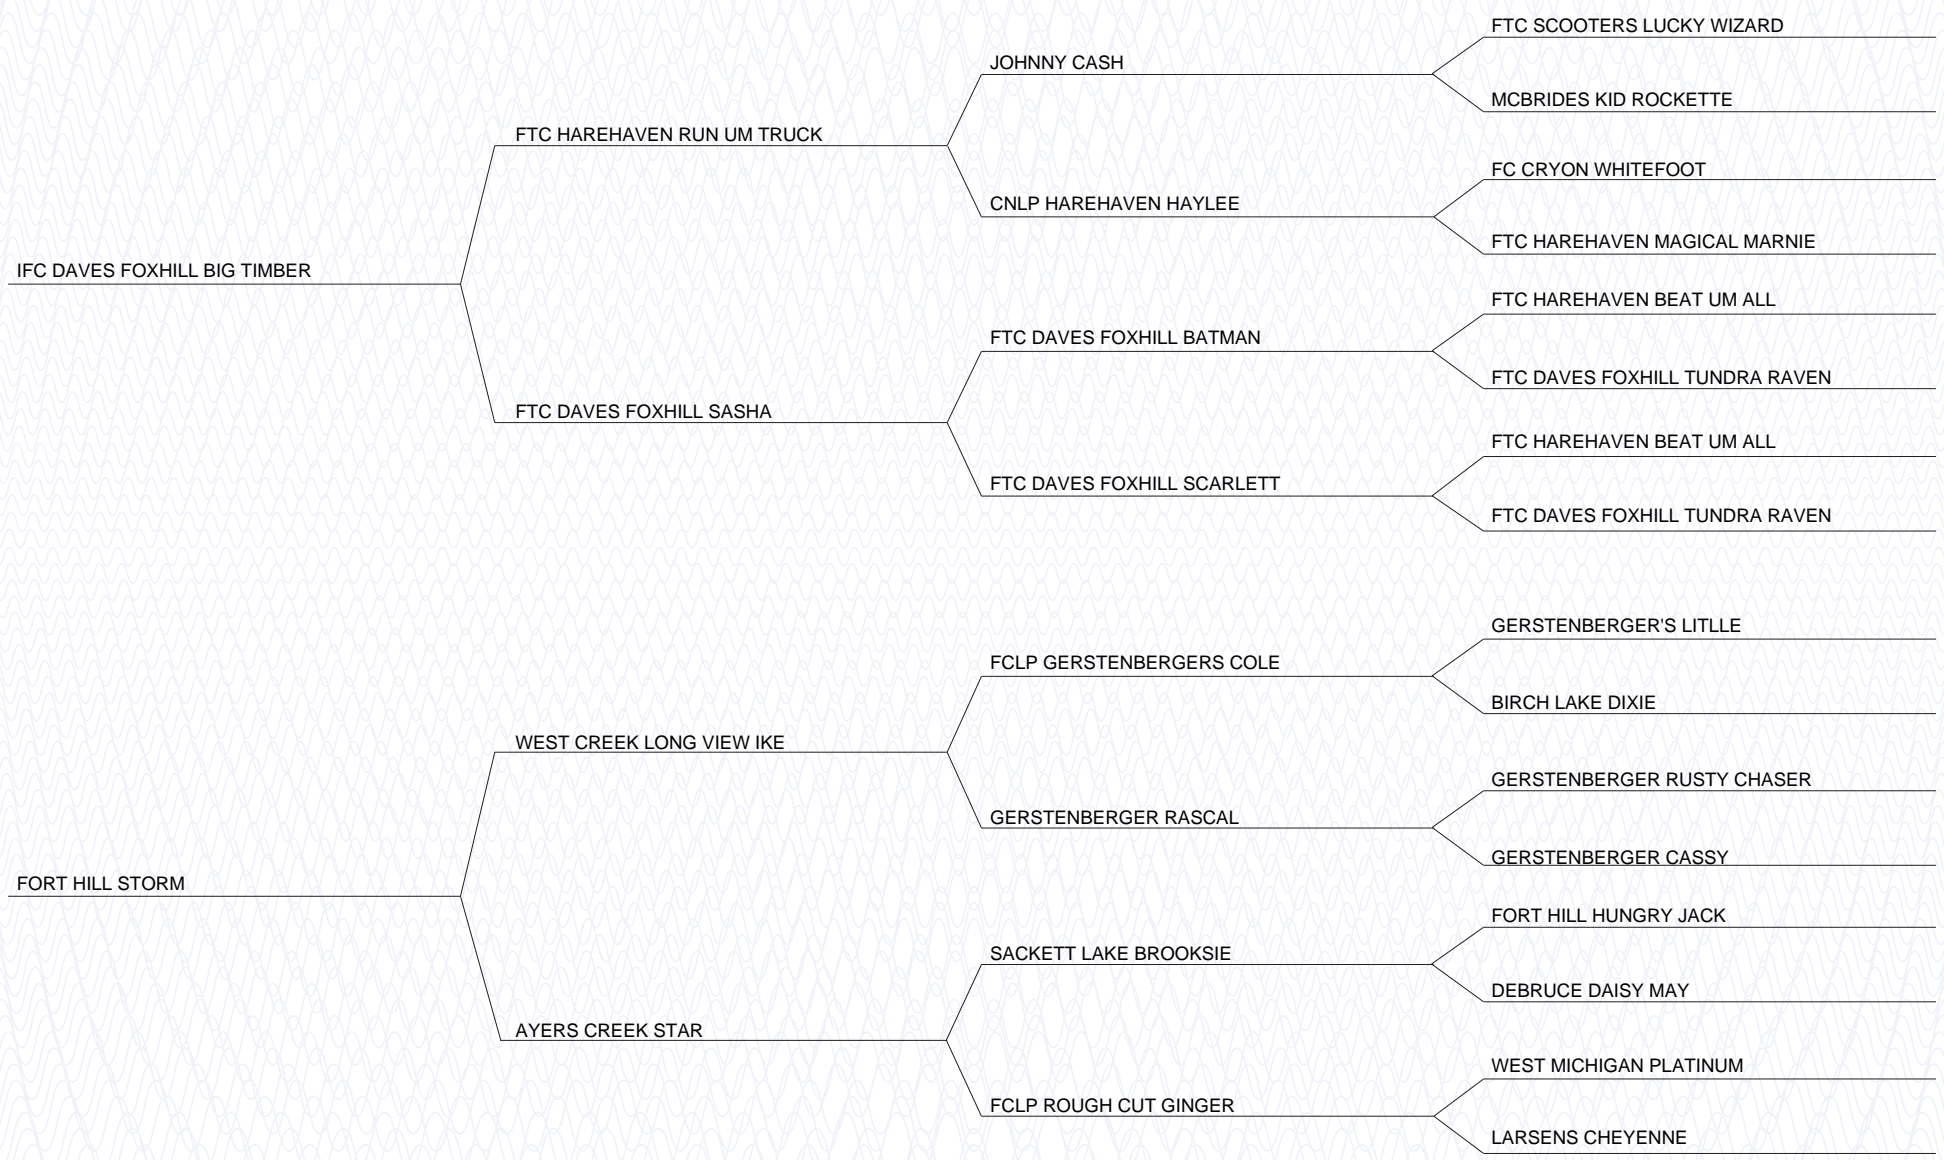 FTC SCOOTERS LUCKY WIZARD
JOHNNY CASH
MCBRIDES KID ROCKETTE
FTC HAREHAVEN RUN UM TRUCK
FC CRYON WHITEFOOT
CNLP HAREHAVEN HAYLEE
FTC HAREHAVEN MAGICAL MARNIE
IFC DAVES FOXHILL BIG TIMBER
FTC HAREHAVEN BEAT UM ALL
FTC DAVES FOXHILL BATMAN
FTC DAVES FOXHILL TUNDRA RAVEN
FTC DAVES FOXHILL SASHA
FTC HAREHAVEN BEAT UM ALL
FTC DAVES FOXHILL SCARLETT
FTC DAVES FOXHILL TUNDRA RAVEN
GERSTENBERGER'S LITLLE
FCLP GERSTENBERGERS COLE
BIRCH LAKE DIXIE
WEST CREEK LONG VIEW IKE
GERSTENBERGER RUSTY CHASER
GERSTENBERGER RASCAL
GERSTENBERGER CASSY
FORT HILL STORM
FORT HILL HUNGRY JACK
SACKETT LAKE BROOKSIE
DEBRUCE DAISY MAY
AYERS CREEK STAR
WEST MICHIGAN PLATINUM
FCLP ROUGH CUT GINGER
LARSENS CHEYENNE